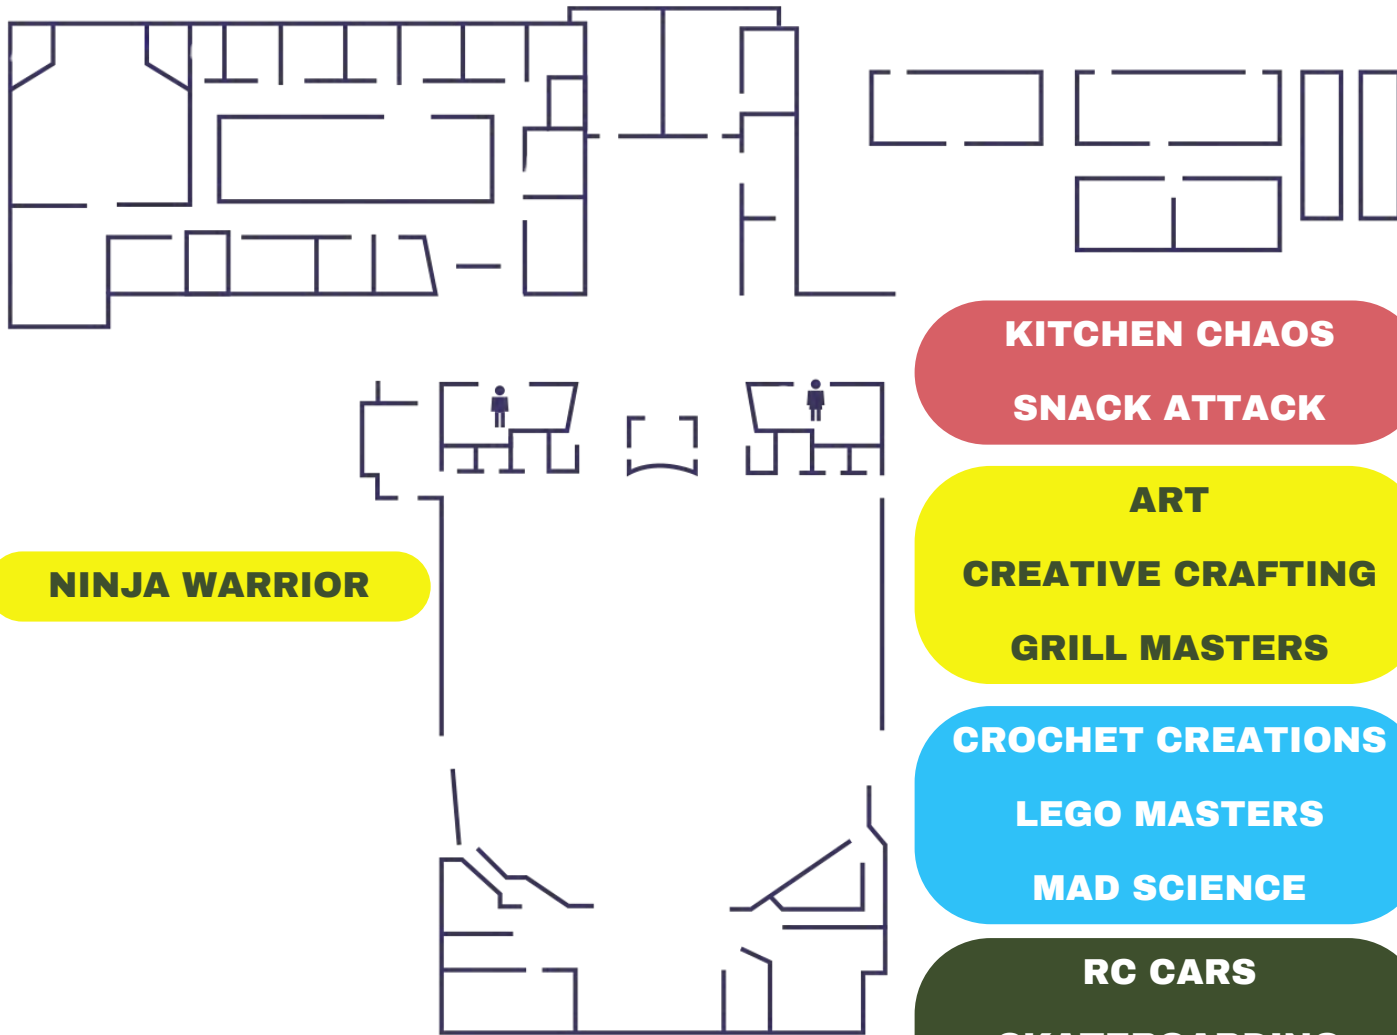 KITCHEN CHAOS
SNACK ATTACK
ART
CREATIVE CRAFTING
GRILL MASTERS
NINJA WARRIOR
CROCHET CREATIONS
LEGO MASTERS
MAD SCIENCE
RC CARS